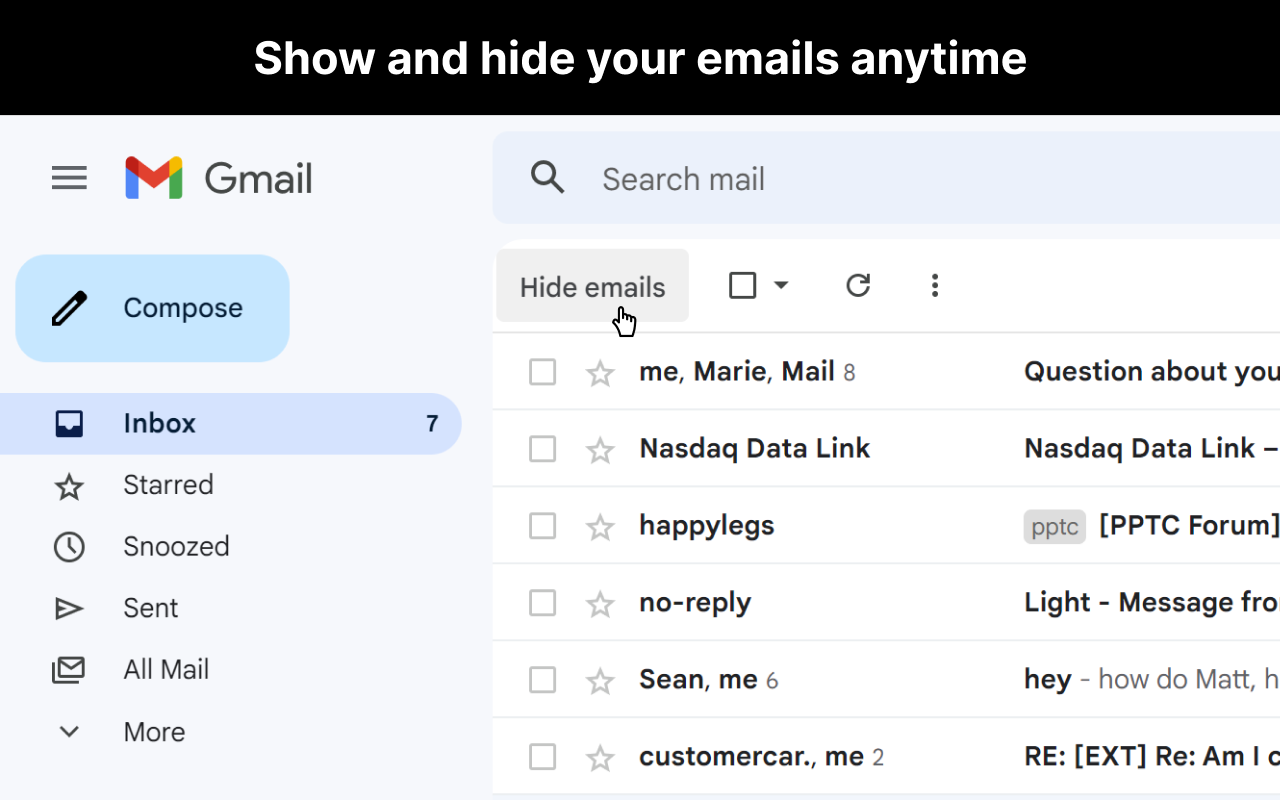 Show and hide your emails anytime
Gmail
Search mail
Compose
Hide emails
Inbox 7
Starred
Snoozed
Sent
All Mail
More
me, Marie, Mail 8 Question about you
Nasdaq Data Link Nasdaq Data Link –
happylegs pptc [PPTC Forum]
no-reply Light - Message fro
Sean, me 6 hey - how do Matt, h
customercar., me 2 RE: [EXT] Re: Am I c